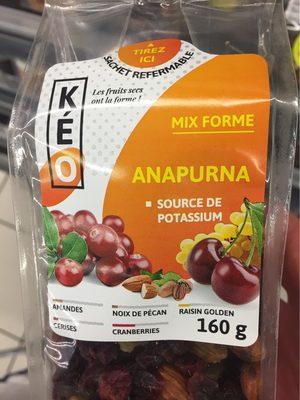 TIREZ
ICI
SACHET REFERMABLE
KÉO
Les fruits secs
ont la forme !
MIX FORME
ANAPURNA
SOURCE DE
POTASSIUM
AMANDES
NOIX DE PÉCAN
RAISIN GOLDEN
CERISES
CRANBERRIES
160 g